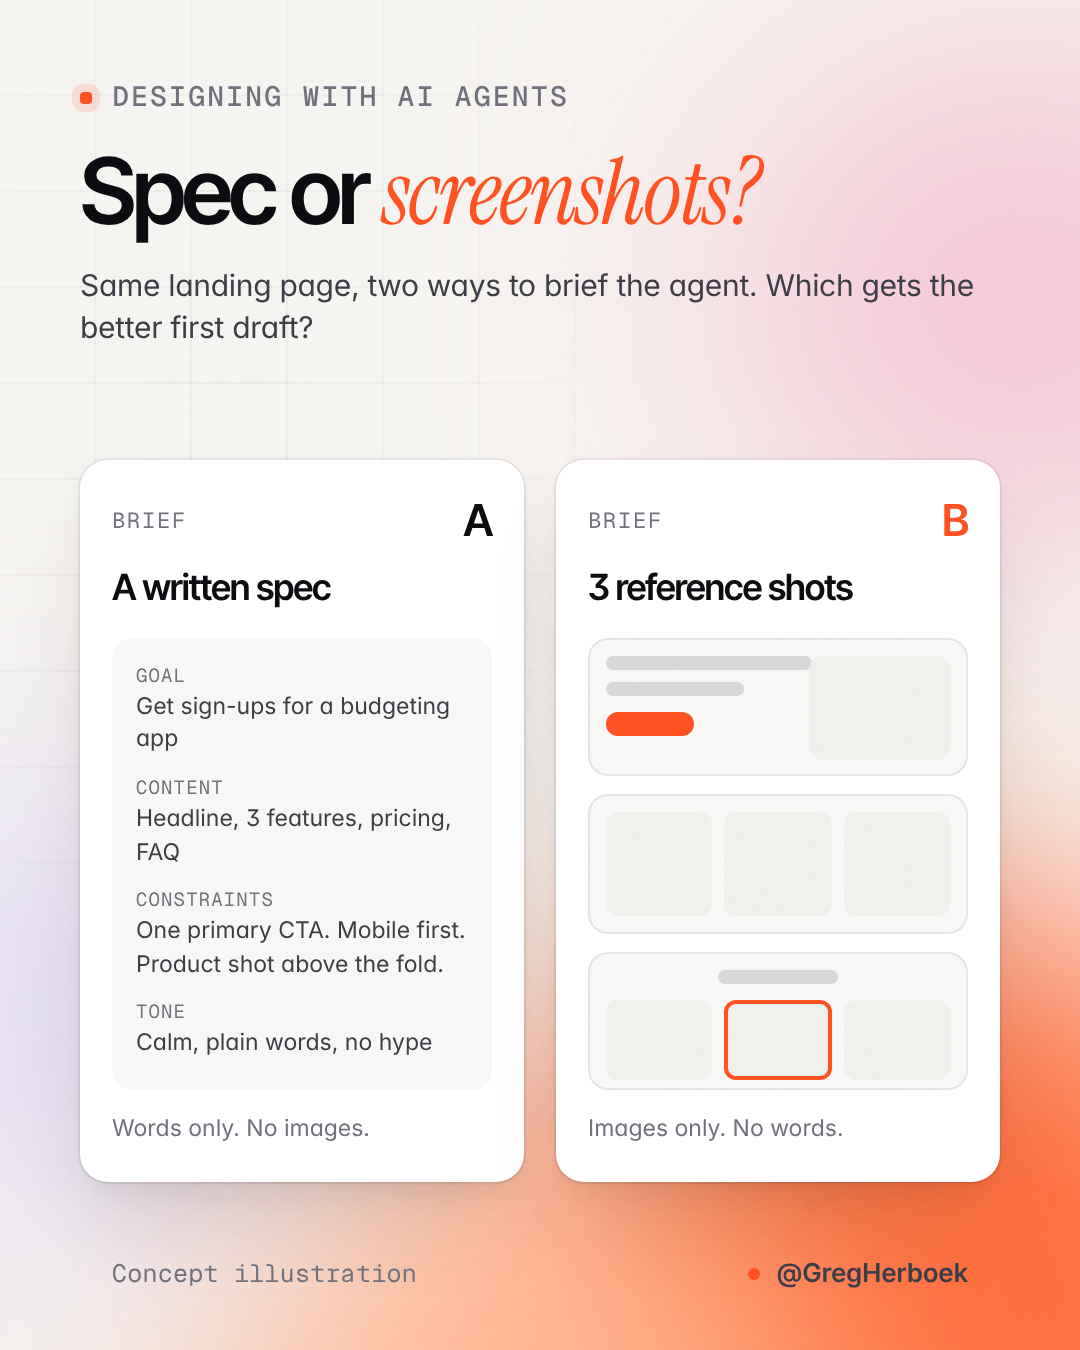 DESIGNING WITH AI AGENTS
Spec or screenshots?
Same landing page, two ways to brief the agent. Which gets the
better first draft?
BRIEF
A
A written spec
GOAL
Get sign-ups for a budgeting
app
CONTENT
Headline, 3 features, pricing,
FAQ
CONSTRAINTS
One primary CTA. Mobile first.
Product shot above the fold.
TONE
Calm, plain words, no hype
Words only. No images.
BRIEF
B
3 reference shots
Images only. No words.
Concept illustration
@GregHerboek